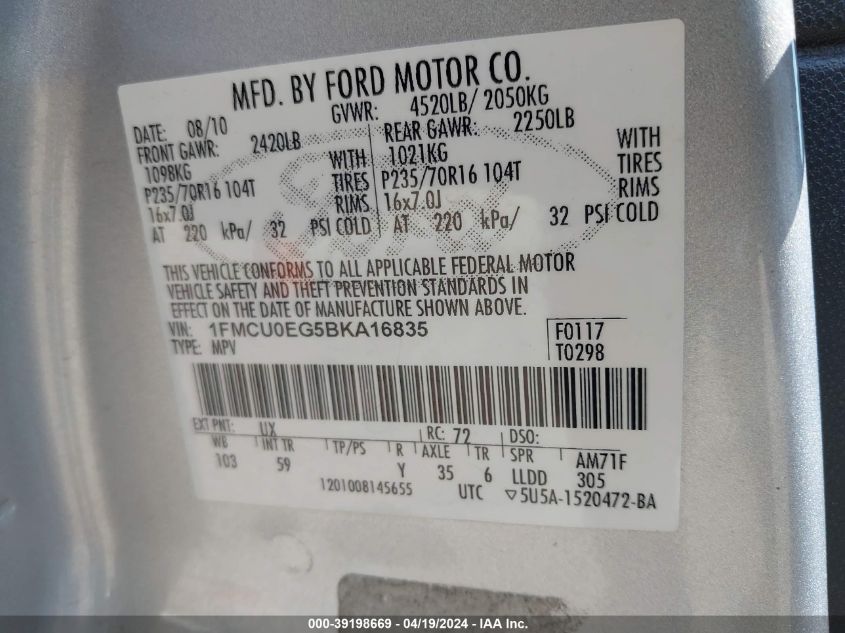 MFD. BY FORD MOTOR CO.
DATE: 08/10 GVWR: 4520LB/ 2050KG
FRONT GAWR: 2420LB REAR GAWR: 2250LB
1098KG WITH 1021KG WITH
P235/70R16 104T TIRES P235/70R16 104T TIRES
16x7.0J RIMS 16x7.0J RIMS
AT 220 kPa/ 32 PSI COLD AT 220 kPa/ 32 PSI COLD
THIS VEHICLE CONFORMS TO ALL APPLICABLE FEDERAL MOTOR
VEHICLE SAFETY AND THEFT PREVENTION STANDARDS IN
EFFECT ON THE DATE OF MANUFACTURE SHOWN ABOVE.
VIN: 1FMCU0EG5BKA16835 F0117
TYPE: MPV T0298
EXT PNT: UX RC: 72 DSO:
WB INT TR TP/PS R AXLE TR SPR AM71F
103 59 Y 35 6 LLDD 305
1201008145655 UTC ▽5U5A-1520472-BA
000-39198669 - 04/19/2024 - IAAI Inc.